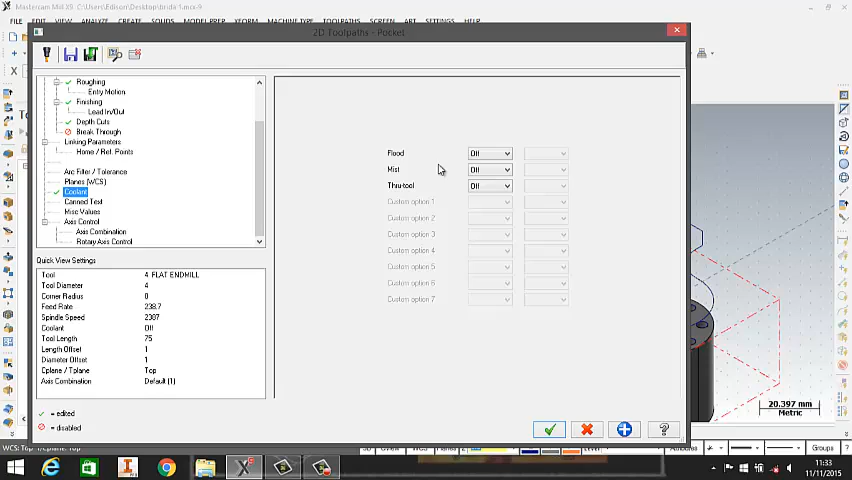 Mastercam Mill X9 C:\Users\Edison\Desktop\bridir1.mcx-9
FILE EDIT VIEW ANALYZE CREATE SOLIDS MODEL PREP XFORM MACHINE TYPE TOOLPATHS SCREEN ART SETTINGS HELP
2D Toolpaths - Pocket
Roughing
Entry Motion
Finishing
Lead In/Out
Depth Cuts
Break Through
Linking Parameters
Home / Ref. Points
Arc Filter / Tolerance
Planes (WCS)
Coolant
Canned Text
Misc Values
Axis Control
Axis Combination
Rotary Axis Control
Flood Off
Mist Off
Thru-tool Off
Custom option 1
Custom option 2
Custom option 3
Custom option 4
Custom option 5
Custom option 6
Custom option 7
Quick View Settings
Tool 4 FLAT ENDMILL
Tool Diameter 4
Corner Radius 0
Feed Rate 238.7
Spindle Speed 2387
Coolant Off
Tool Length 75
Length Offset 1
Diameter Offset 1
Cplane / Tplane Top
Axis Combination Default (1)
= edited
= disabled
20.397 mm
Metric
Groups
11:33
11/11/2015